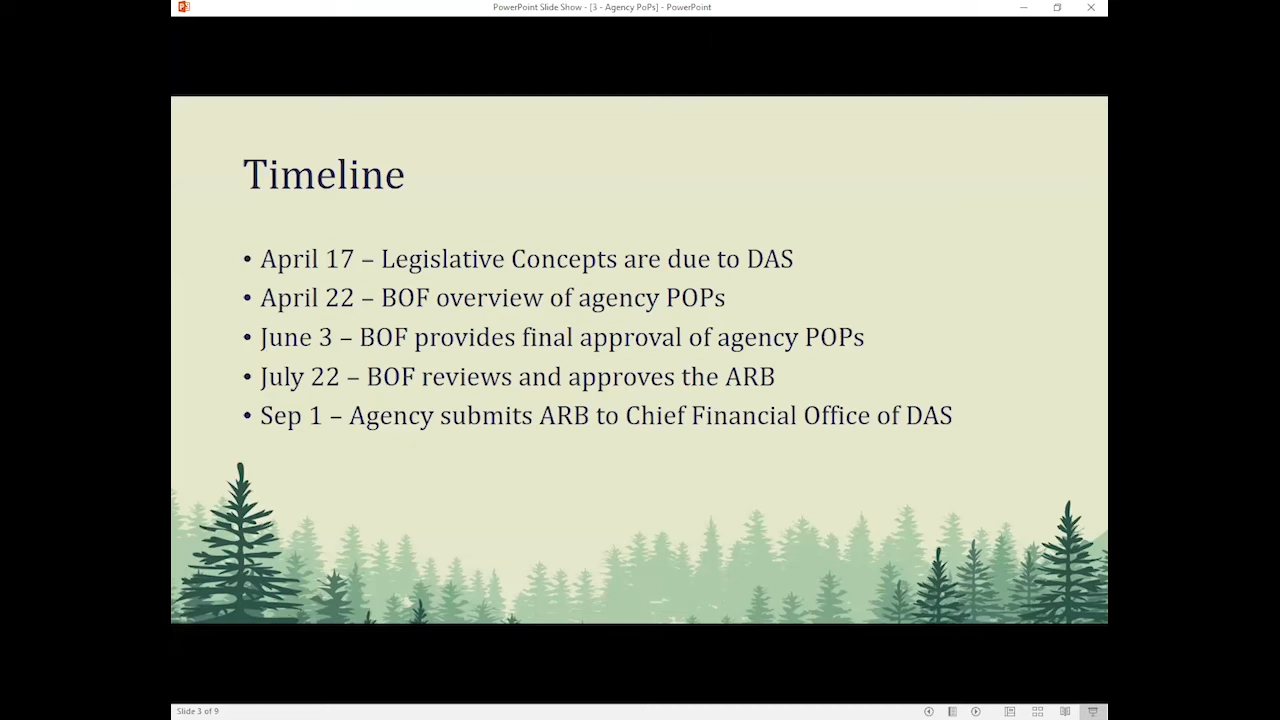 PowerPoint Slide Show - [3 - Agency PoPs] - PowerPoint
Timeline
• April 17 – Legislative Concepts are due to DAS
• April 22 – BOF overview of agency POPs
• June 3 – BOF provides final approval of agency POPs
• July 22 – BOF reviews and approves the ARB
• Sep 1 – Agency submits ARB to Chief Financial Office of DAS
Slide 3 of 9